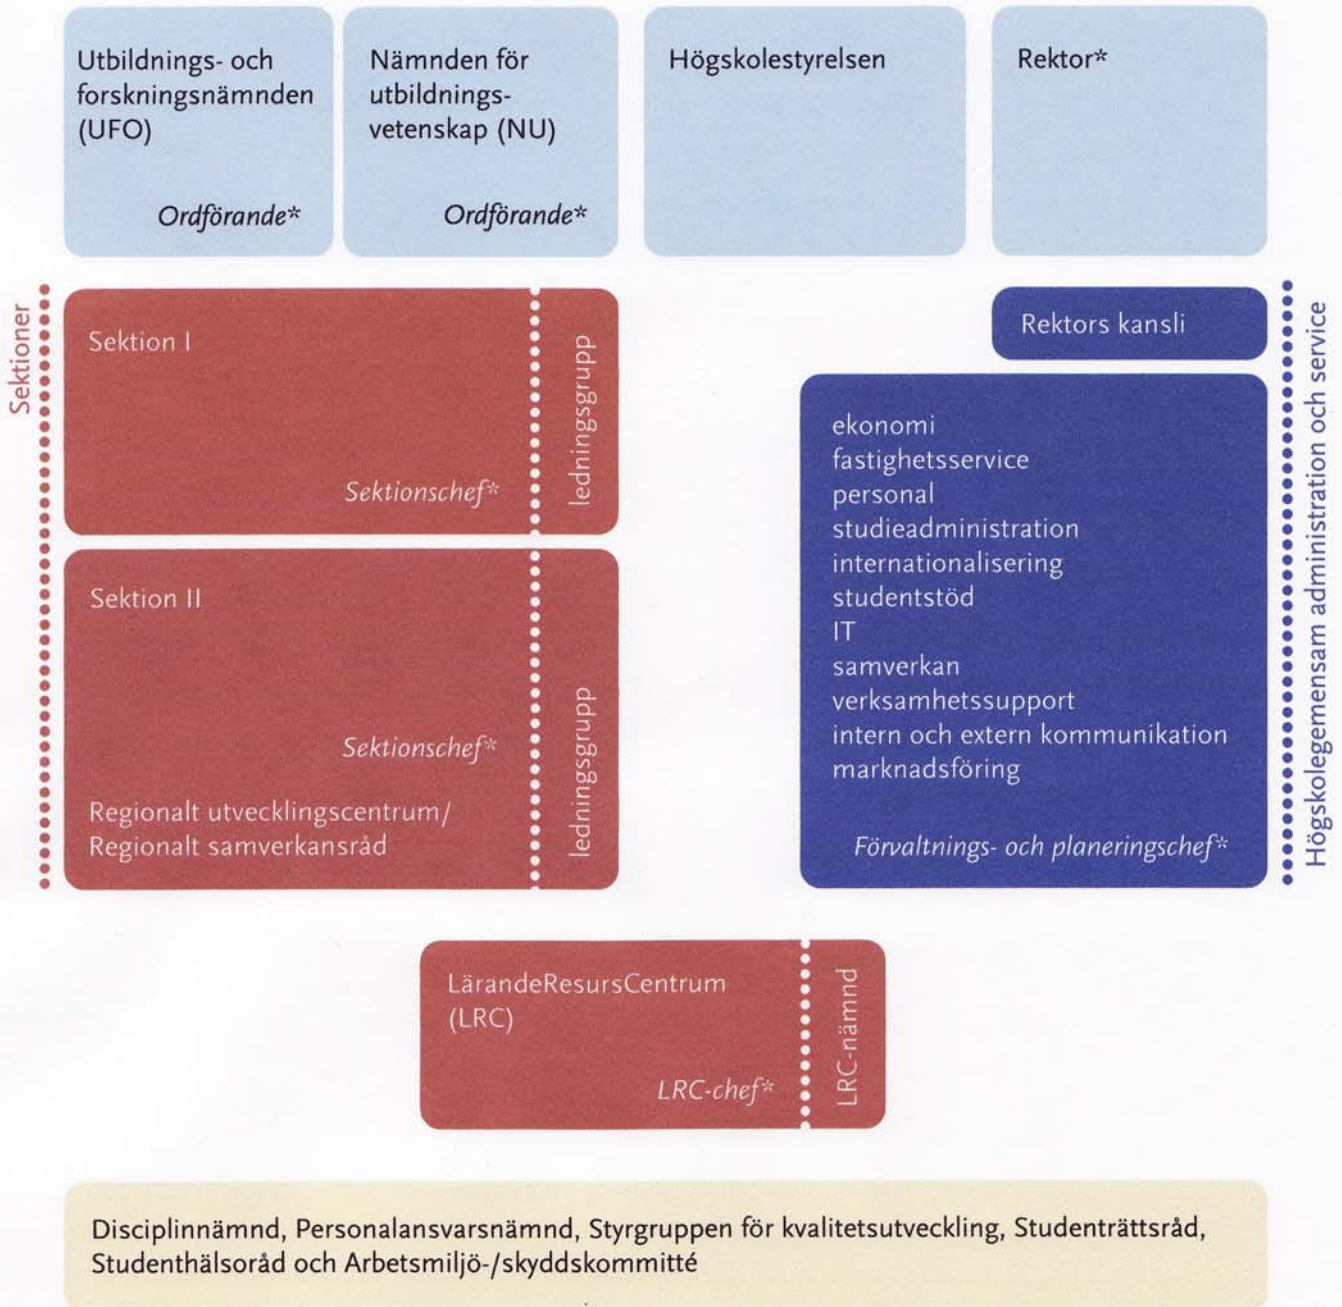 Utbildnings- och
forskningsnämnden
(UFO)
Ordförande*
Nämnden för
utbildnings-
vetenskap (NU)
Ordförande*
Högskolestyrelsen
Rektor*
Sektioner
Sektion I
Sektionschef*
ledningsgrupp
Sektion II
Sektionschef*
Regionalt utvecklingscentrum/
Regionalt samverkansråd
ledningsgrupp
Rektors kansli
ekonomi
fastighetsservice
personal
studieadministration
internationalisering
studentstöd
IT
samverkan
verksamhetssupport
intern och extern kommunikation
marknadsföring
Förvaltnings- och planeringschef*
Högskolegemensam administration och service
LärandeResursCentrum
(LRC)
LRC-chef*
LRC-nämnd
Disciplinnämnd, Personalansvarsnämnd, Styrgruppen för kvalitetsutveckling, Studenträttsråd,
Studenthälsoråd och Arbetsmiljö-/skyddskommitté